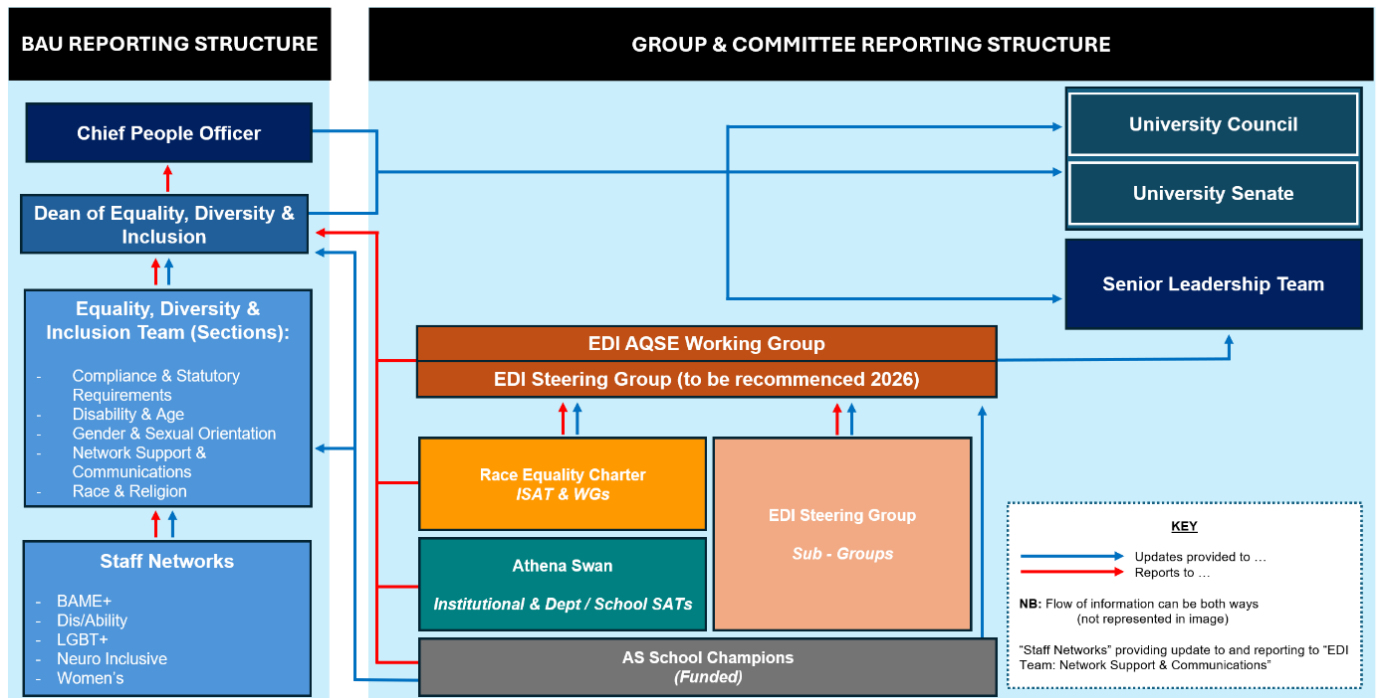 BAU REPORTING STRUCTURE
Chief People Officer
Dean of Equality, Diversity &
Inclusion
Equality, Diversity &
Inclusion Team (Sections):
- Compliance & Statutory
Requirements
- Disability & Age
- Gender & Sexual Orientation
- Network Support &
Communications
- Race & Religion
Staff Networks
- BAME+
- Dis/Ability
- LGBT+
- Neuro Inclusive
- Women's
GROUP & COMMITTEE REPORTING STRUCTURE
University Council
University Senate
Senior Leadership Team
EDI AQSE Working Group
EDI Steering Group (to be recommenced 2026)
Race Equality Charter
ISAT & WGs
EDI Steering Group
Sub - Groups
Athena Swan
Institutional & Dept / School SATs
AS School Champions
(Funded)
KEY
Updates provided to ...
Reports to ...
NB: Flow of information can be both ways
(not represented in image)
"Staff Networks" providing update to and reporting to "EDI
Team: Network Support & Communications"